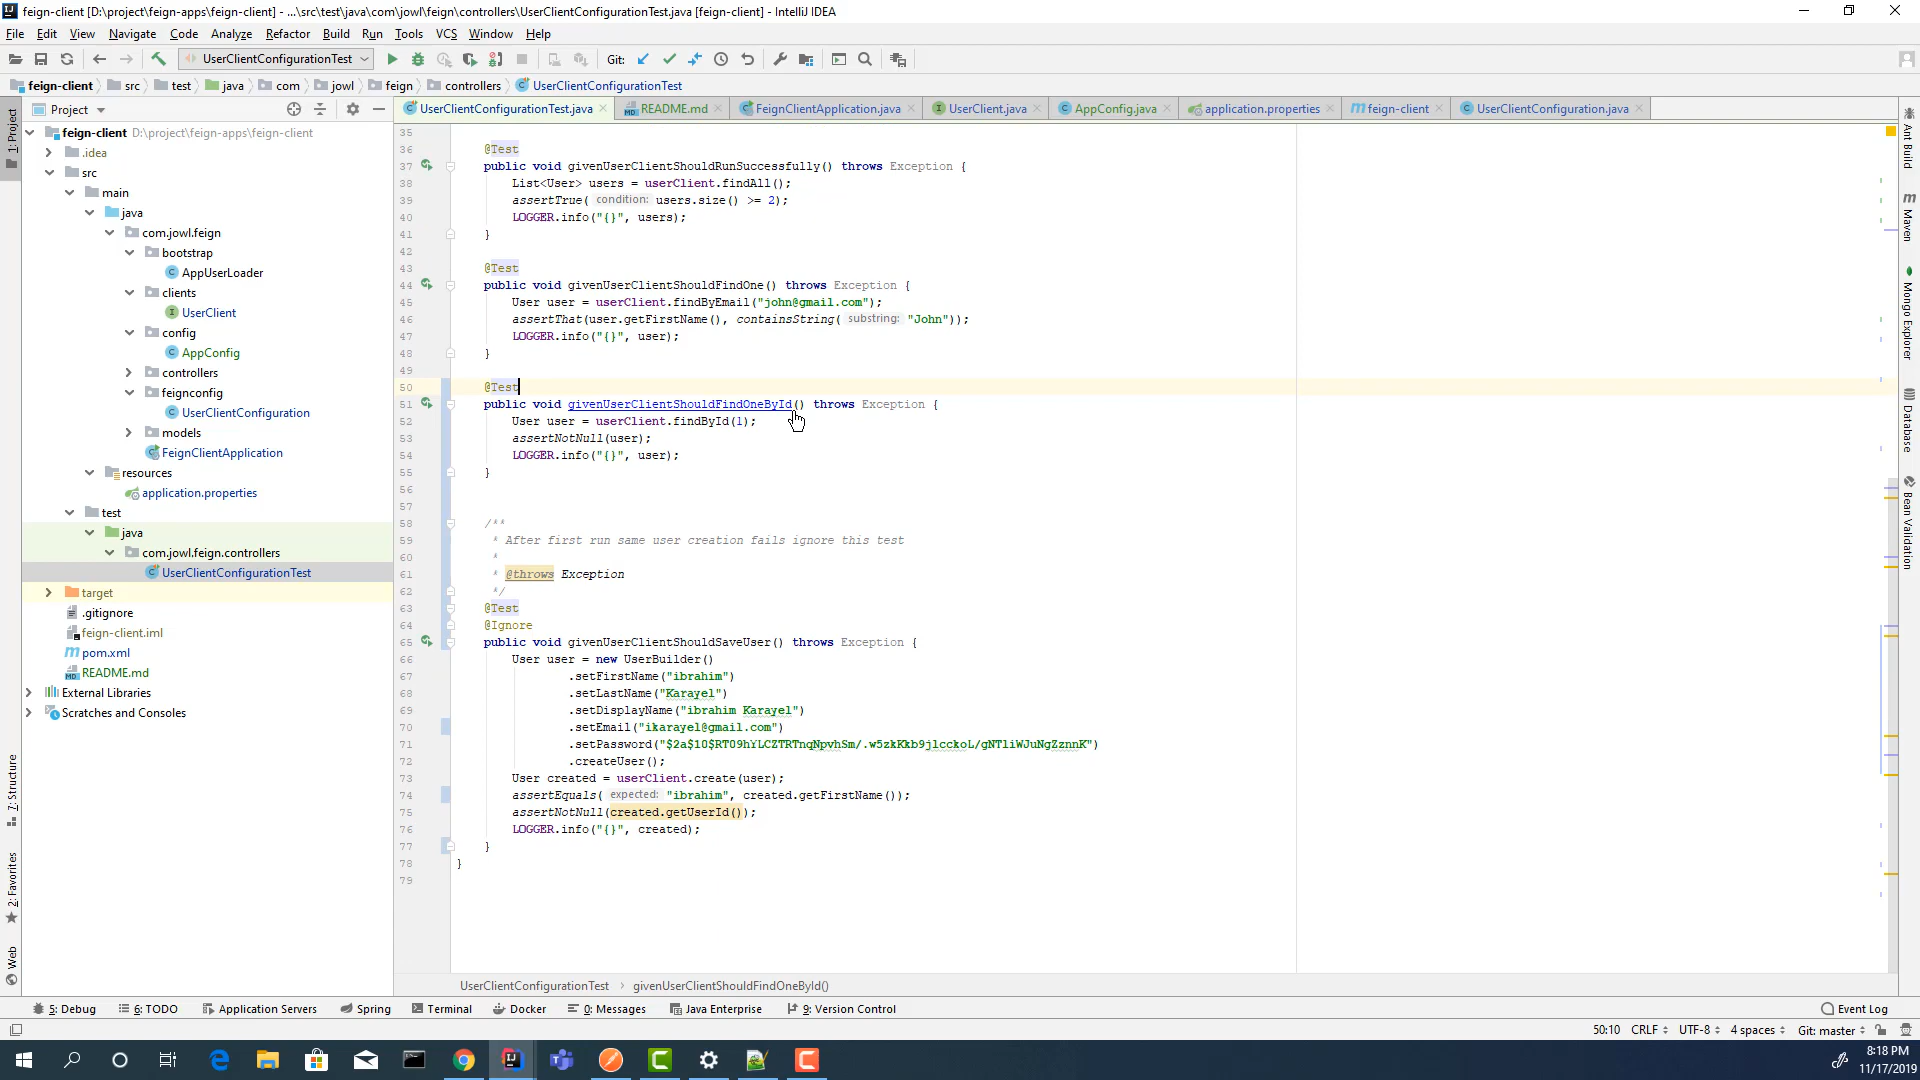 feign-client [D:\project\feign-apps\feign-client] - ...\src\test\java\com\jowl\feign\controllers\UserClientConfigurationTest.java [feign-client] - IntelliJ IDEA
File Edit View Navigate Code Analyze Refactor Build Run Tools VCS Window Help
UserClientConfigurationTest Git:
feign-client src test java com jowl feign controllers UserClientConfigurationTest
Project
UserClientConfigurationTest.java README.md FeignClientApplication.java UserClient.java AppConfig.java application.properties feign-client UserClientConfiguration.java
feign-client D:\project\feign-apps\feign-client
.idea
src
main
java
com.jowl.feign
bootstrap
AppUserLoader
clients
UserClient
config
AppConfig
controllers
feignconfig
UserClientConfiguration
models
FeignClientApplication
resources
application.properties
test
java
com.jowl.feign.controllers
UserClientConfigurationTest
target
.gitignore
feign-client.iml
pom.xml
README.md
External Libraries
Scratches and Consoles
1: Project
7: Structure
2: Favorites
Web
35
36 @Test
37 public void givenUserClientShouldRunSuccessfully() throws Exception {
38 List<User> users = userClient.findAll();
39 assertTrue( condition: users.size() >= 2);
40 LOGGER.info("{}", users);
41 }
42
43 @Test
44 public void givenUserClientShouldFindOne() throws Exception {
45 User user = userClient.findByEmail("john@gmail.com");
46 assertThat(user.getFirstName(), containsString( substring: "John"));
47 LOGGER.info("{}", user);
48 }
49
50 @Test
51 public void givenUserClientShouldFindOneById() throws Exception {
52 User user = userClient.findById(1);
53 assertNotNull(user);
54 LOGGER.info("{}", user);
55 }
56
57
58 /**
59 * After first run same user creation fails ignore this test
60 *
61 * @throws Exception
62 */
63 @Test
64 @Ignore
65 public void givenUserClientShouldSaveUser() throws Exception {
66 User user = new UserBuilder()
67 .setFirstName("ibrahim")
68 .setLastName("Karayel")
69 .setDisplayName("ibrahim Karayel")
70 .setEmail("ikarayel@gmail.com")
71 .setPassword("$2a$10$RT09hYLCZTRTnqNpvhSm/.w5zkKkb9jlcckoL/gNTliWJuNgZznnK")
72 .createUser();
73 User created = userClient.create(user);
74 assertEquals( expected: "ibrahim", created.getFirstName());
75 assertNotNull(created.getUserId());
76 LOGGER.info("{}", created);
77 }
78 }
79
Ant Build
Maven
Mongo Explorer
Database
Bean Validation
UserClientConfigurationTest › givenUserClientShouldFindOneById()
5: Debug 6: TODO Application Servers Spring Terminal Docker 0: Messages Java Enterprise 9: Version Control Event Log
50:10 CRLF UTF-8 4 spaces Git: master
8:18 PM
11/17/2019